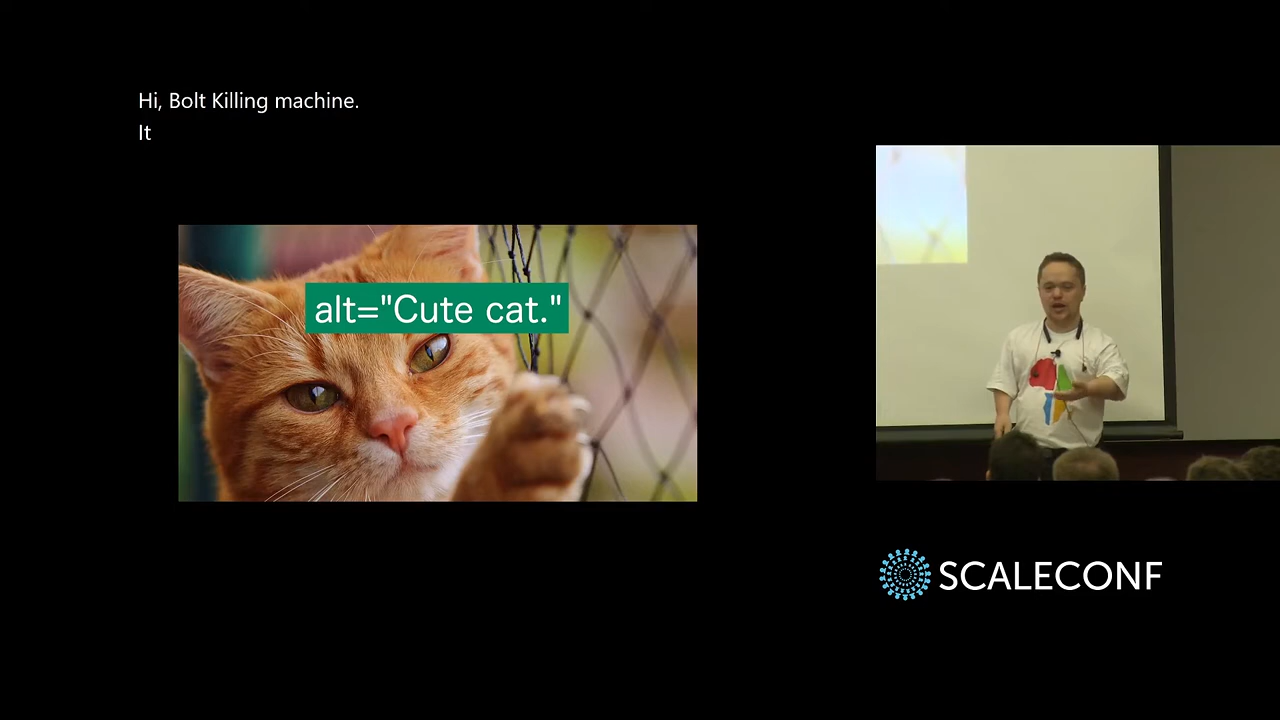 Hi, Bolt Killing machine.
It
alt="Cute cat."
SCALECONF